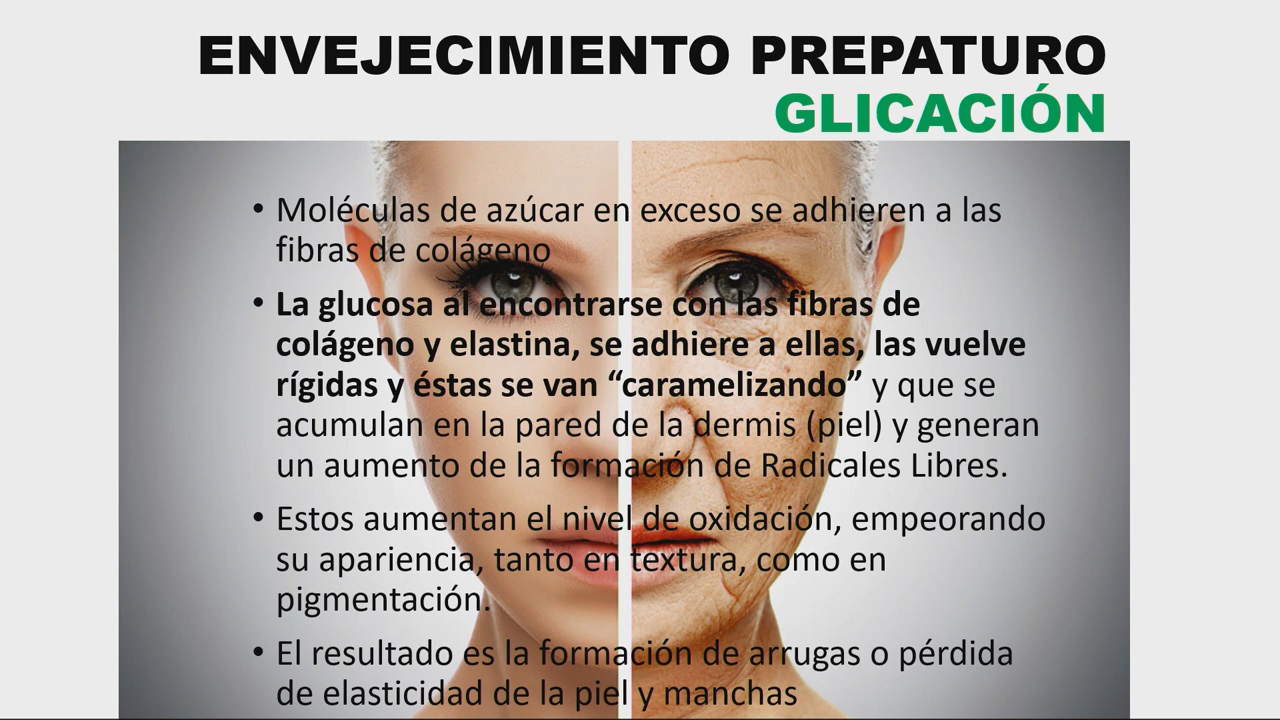 ENVEJECIMIENTO PREPATURO
GLICACIÓN
• Moléculas de azúcar en exceso se adhieren a las
fibras de colágeno
• La glucosa al encontrarse con las fibras de
colágeno y elastina, se adhiere a ellas, las vuelve
rígidas y éstas se van “caramelizando” y que se
acumulan en la pared de la dermis (piel) y generan
un aumento de la formación de Radicales Libres.
• Estos aumentan el nivel de oxidación, empeorando
su apariencia, tanto en textura, como en
pigmentación.
• El resultado es la formación de arrugas o pérdida
de elasticidad de la piel y manchas